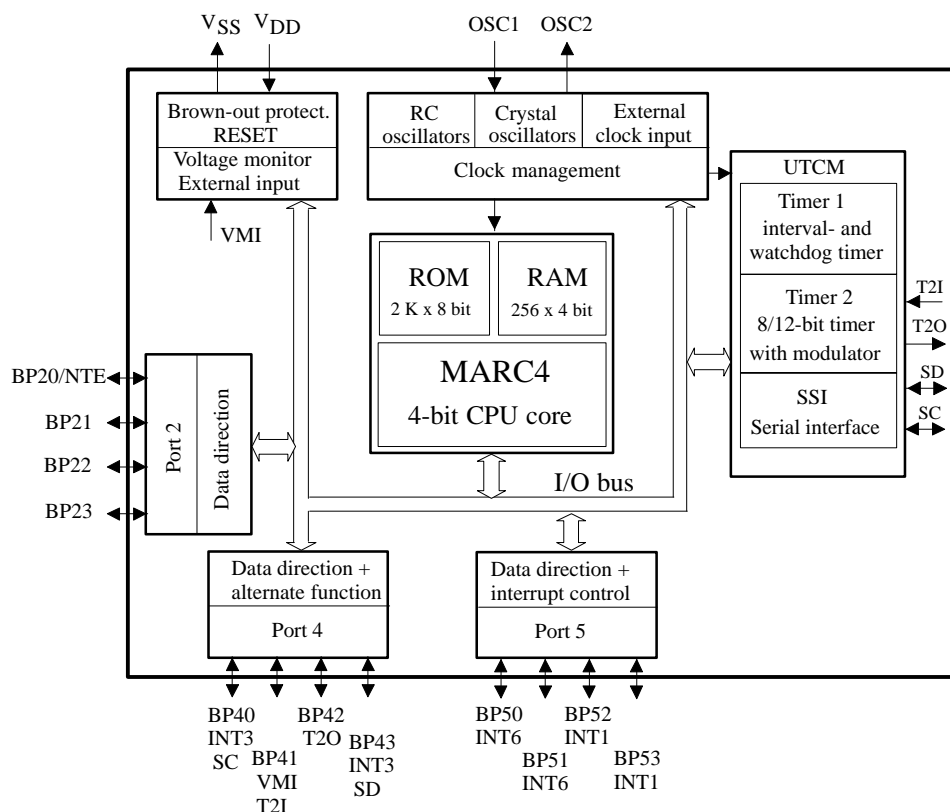 VSS
VDD
OSC1
OSC2
Brown-out protect.
RESET
Voltage monitor
External input
VMI
RC
oscillators
Crystal
oscillators
External
clock input
Clock management
UTCM
Timer 1
interval- and
watchdog timer
Timer 2
8/12-bit timer
with modulator
SSI
Serial interface
T2I
T2O
SD
SC
ROM
2 K x 8 bit
RAM
256 x 4 bit
MARC4
4-bit CPU core
I/O bus
BP20/NTE
BP21
BP22
BP23
Port 2
Data direction
Data direction +
alternate function
Port 4
Data direction +
interrupt control
Port 5
BP40
INT3
SC
BP41
VMI
T2I
BP42
T2O
BP43
INT3
SD
BP50
INT6
BP51
INT6
BP52
INT1
BP53
INT1